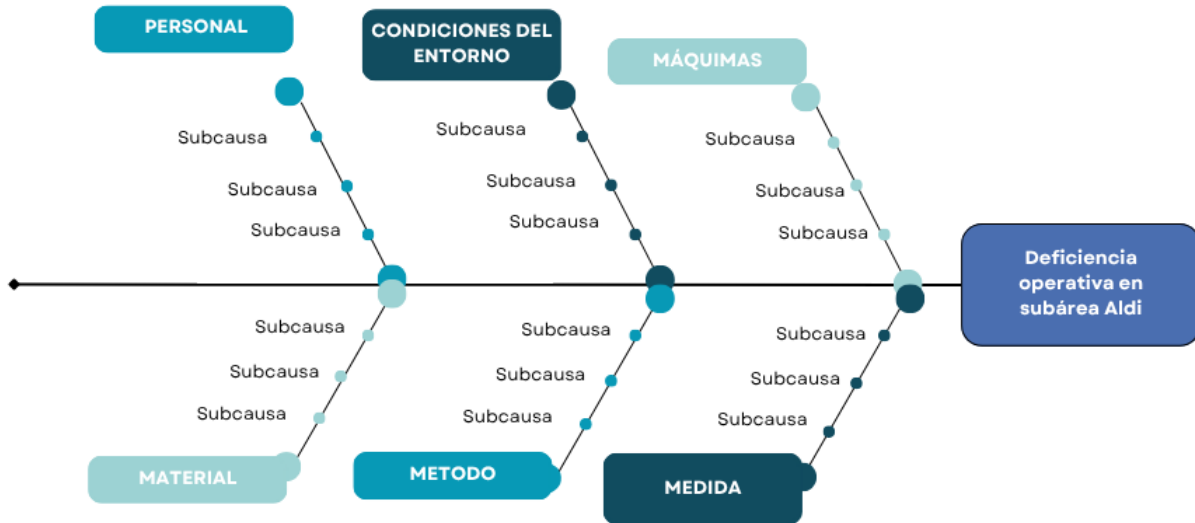 PERSONAL
CONDICIONES DEL
ENTORNO
MÁQUIMAS
Subcausa
Subcausa
Subcausa
Subcausa
Subcausa
Subcausa
Subcausa
Subcausa
Subcausa
Deficiencia
operativa en
subárea Aldi
Subcausa
Subcausa
Subcausa
Subcausa
Subcausa
Subcausa
Subcausa
Subcausa
Subcausa
MATERIAL
METODO
MEDIDA